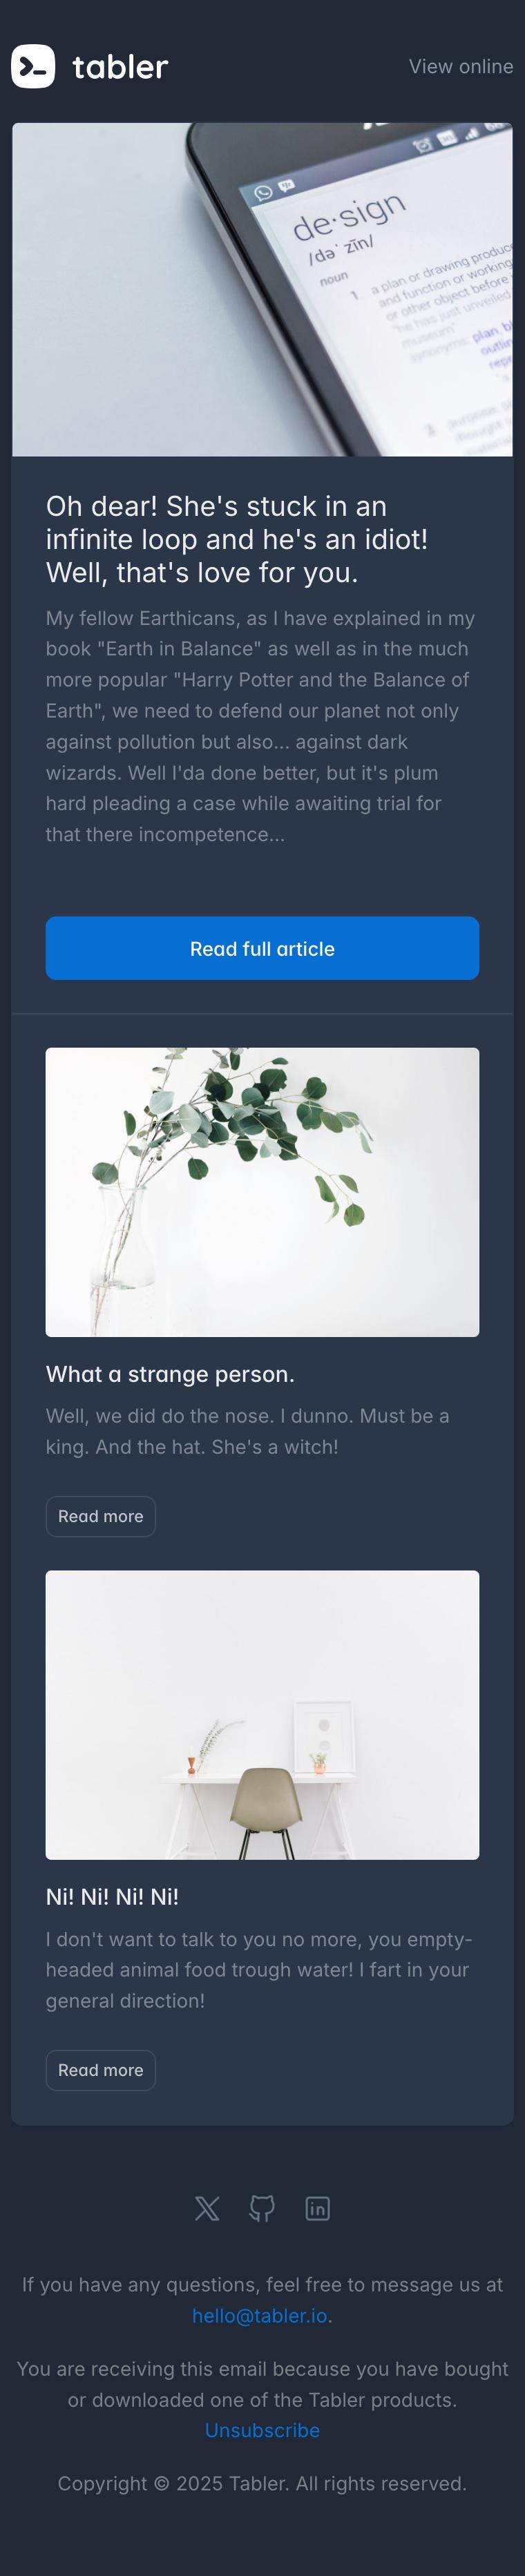 tabler
View online
de·sign
/dəˈzīn/
noun
1 a plan or drawing produc
and function or working
or other object before i
"he has just unveiled
museum"
synonyms: plan, bl
outlin
repr
Oh dear! She's stuck in an
infinite loop and he's an idiot!
Well, that's love for you.
My fellow Earthicans, as I have explained in my
book "Earth in Balance" as well as in the much
more popular "Harry Potter and the Balance of
Earth", we need to defend our planet not only
against pollution but also... against dark
wizards. Well I'da done better, but it's plum
hard pleading a case while awaiting trial for
that there incompetence...
Read full article
What a strange person.
Well, we did do the nose. I dunno. Must be a
king. And the hat. She's a witch!
Read more
Ni! Ni! Ni! Ni!
I don't want to talk to you no more, you empty-
headed animal food trough water! I fart in your
general direction!
Read more
If you have any questions, feel free to message us at
hello@tabler.io.
You are receiving this email because you have bought
or downloaded one of the Tabler products.
Unsubscribe
Copyright © 2025 Tabler. All rights reserved.